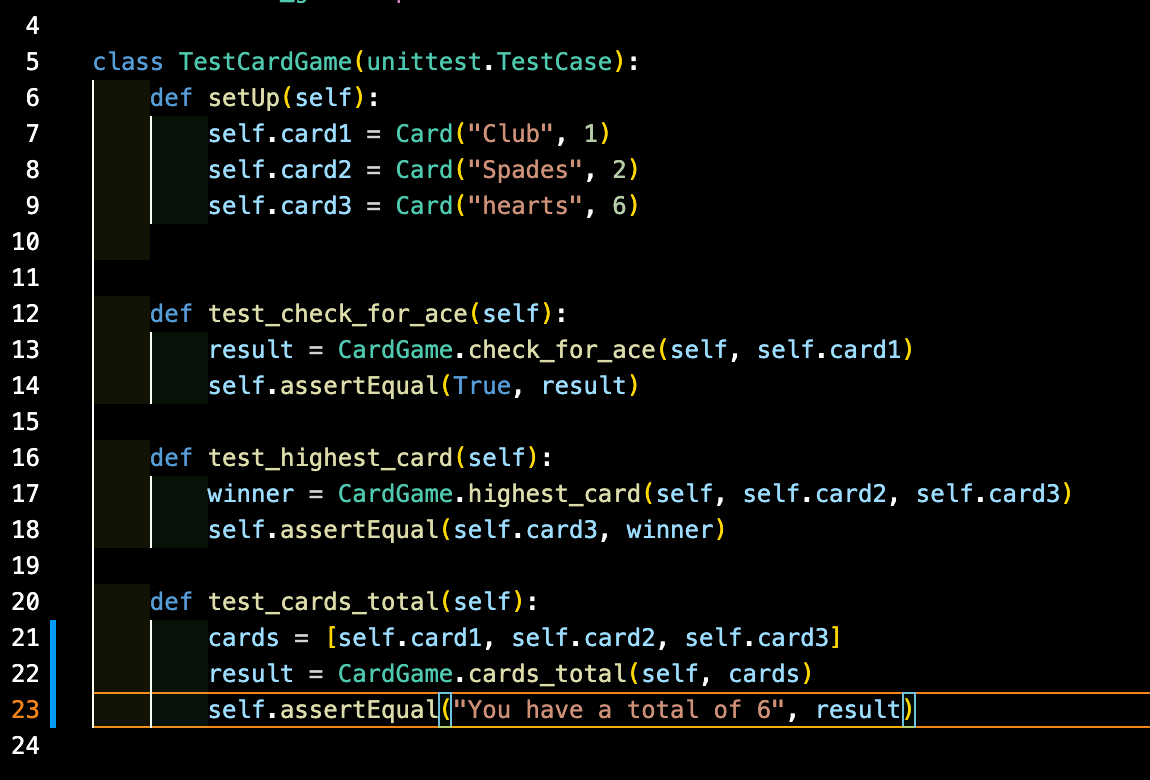 4
5 class TestCardGame(unittest.TestCase):
6 def setUp(self):
7 self.card1 = Card("Club", 1)
8 self.card2 = Card("Spades", 2)
9 self.card3 = Card("hearts", 6)
10
11
12 def test_check_for_ace(self):
13 result = CardGame.check_for_ace(self, self.card1)
14 self.assertEqual(True, result)
15
16 def test_highest_card(self):
17 winner = CardGame.highest_card(self, self.card2, self.card3)
18 self.assertEqual(self.card3, winner)
19
20 def test_cards_total(self):
21 cards = [self.card1, self.card2, self.card3]
22 result = CardGame.cards_total(self, cards)
23 self.assertEqual("You have a total of 6", result)
24